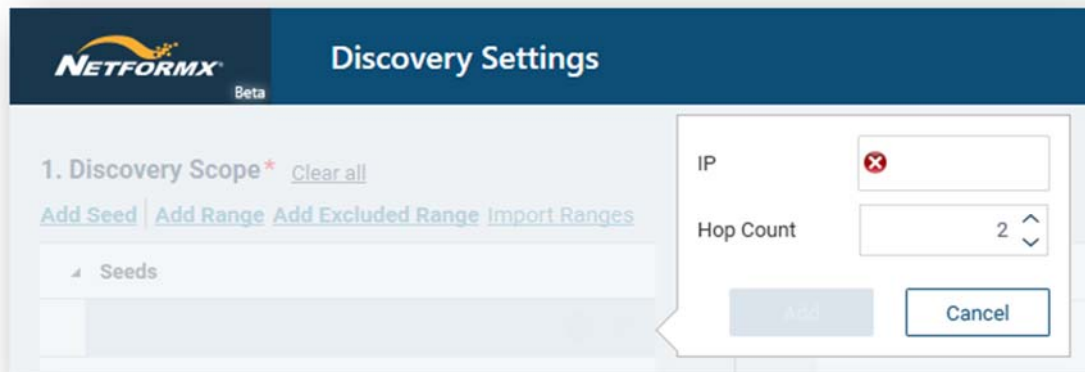 NETFORMX
Beta
Discovery Settings
1. Discovery Scope* Clear all
Add Seed Add Range Add Excluded Range Import Ranges
Seeds
IP
Hop Count 2
Add Cancel